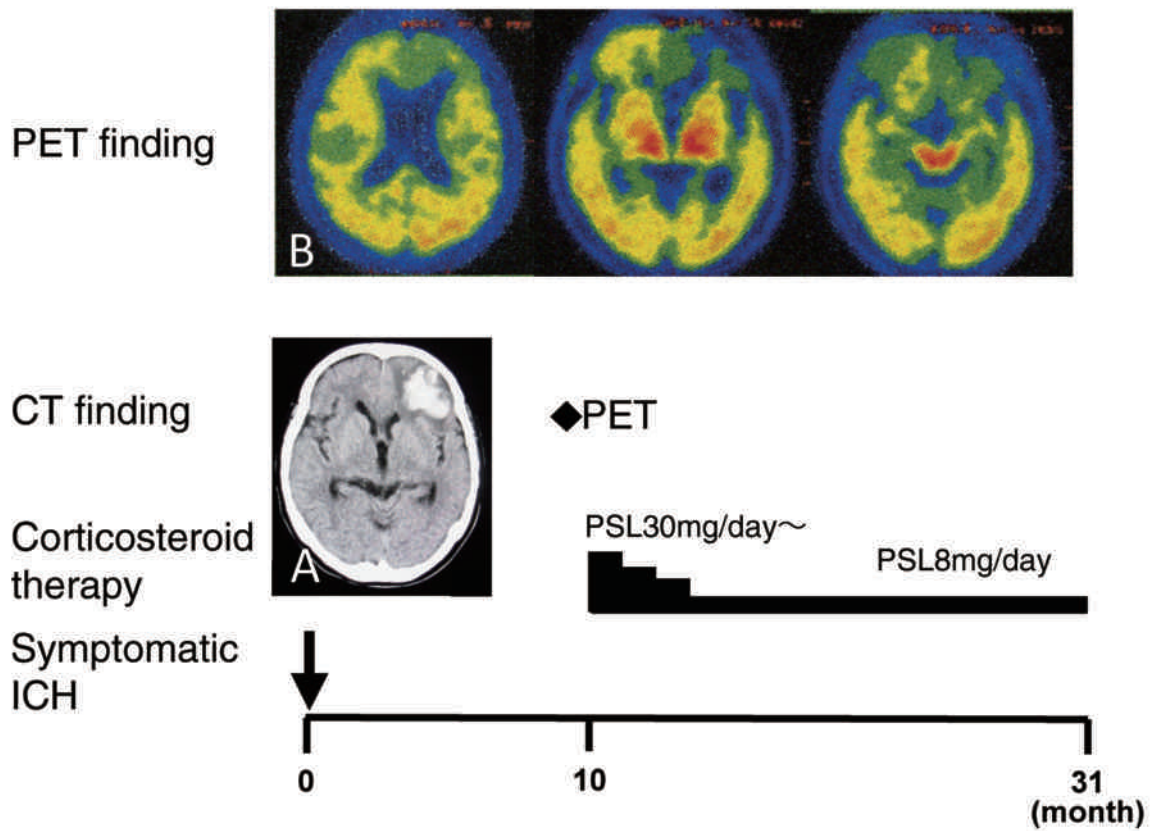 PET finding
B
CT finding
◆PET
A
Corticosteroid
therapy
PSL30mg/day～
PSL8mg/day
Symptomatic
ICH
0
10
31
(month)